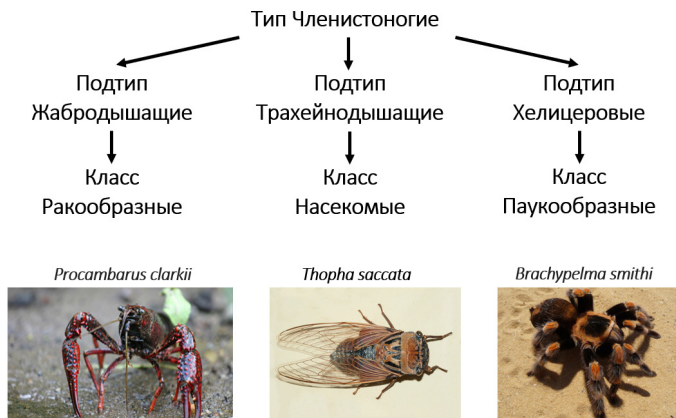 Тип Членистоногие
Подтип
Жабродышащие
Подтип
Трахейнодышащие
Подтип
Хелицеровые
Класс
Ракообразные
Класс
Насекомые
Класс
Паукообразные
Procambarus clarkii
Thopha saccata
Brachypelma smithi